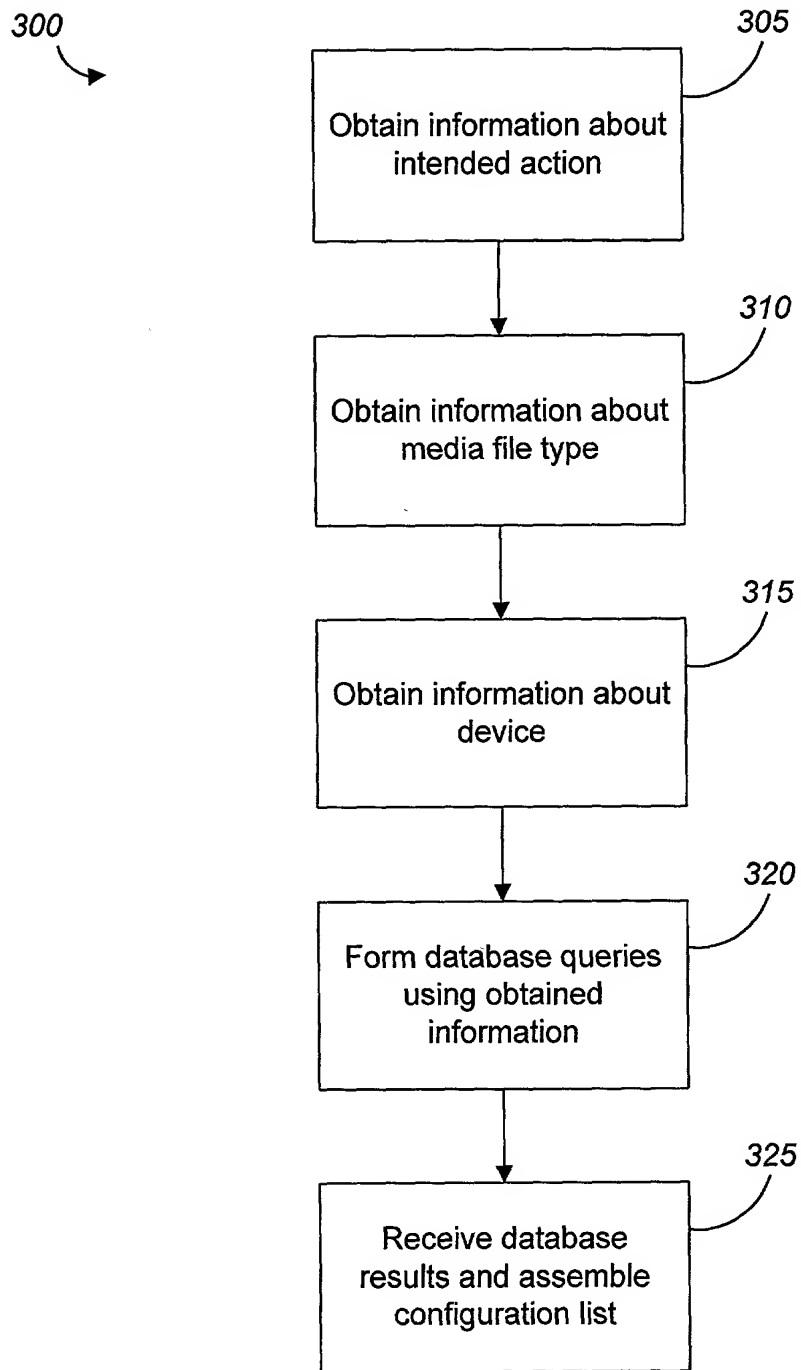 300
305
Obtain information about
intended action
310
Obtain information about
media file type
315
Obtain information about
device
320
Form database queries
using obtained
information
325
Receive database
results and assemble
configuration list